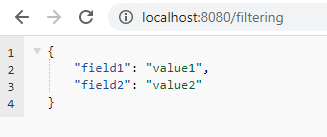 localhost:8080/filtering
1 {
2 "field1": "value1",
3 "field2": "value2"
4 }